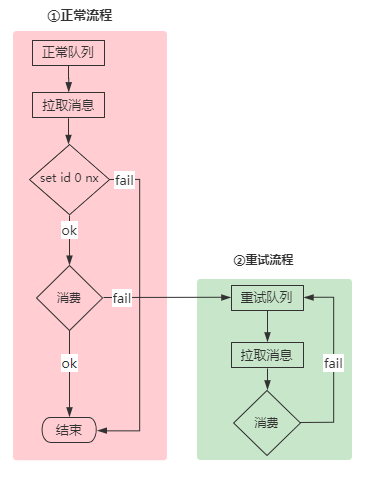 ①正常流程
正常队列
拉取消息
set id 0 nx
fail
ok
消费
fail
ok
结束
②重试流程
重试队列
拉取消息
fail
消费